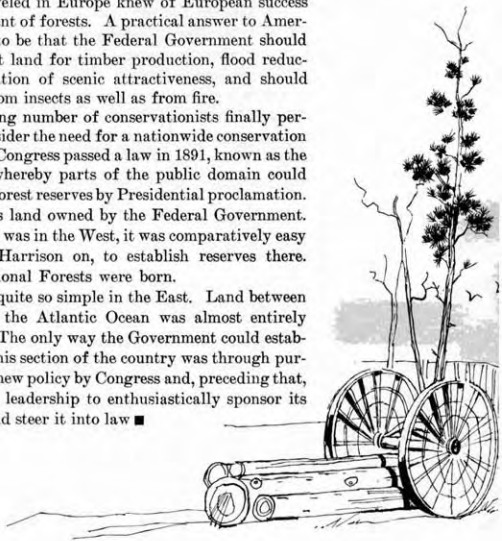 veled in Europe knew of European success
ent of forests. A practical answer to Amer-
o be that the Federal Government should
t land for timber production, flood reduc-
tion of scenic attractiveness, and should
om insects as well as from fire.
ng number of conservationists finally per-
sider the need for a nationwide conservation
Congress passed a law in 1891, known as the
whereby parts of the public domain could
orest reserves by Presidential proclamation.
s land owned by the Federal Government.
was in the West, it was comparatively easy
Harrison on, to establish reserves there.
ional Forests were born.
quite so simple in the East. Land between
the Atlantic Ocean was almost entirely
The only way the Government could estab-
his section of the country was through pur-
new policy by Congress and, preceding that,
leadership to enthusiastically sponsor its
d steer it into law ■